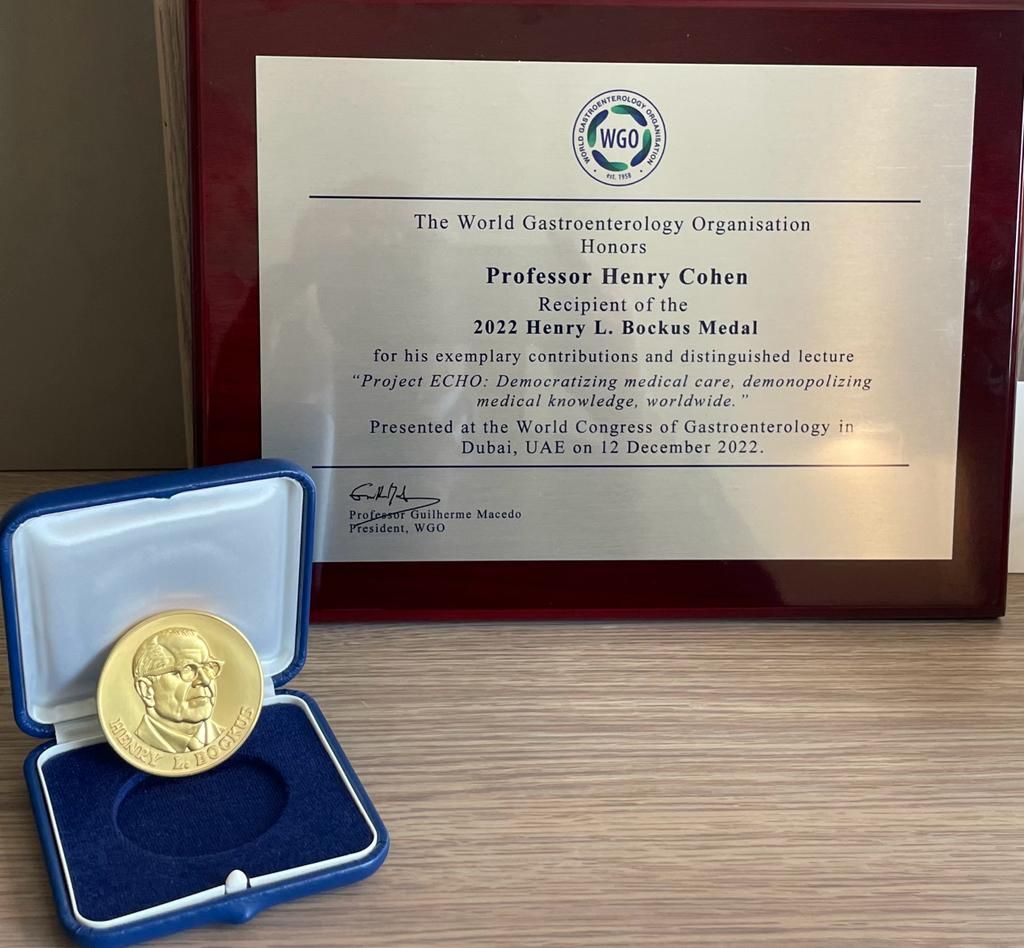 WORLD GASTROENTEROLOGY ORGANISATION
WGO
est. 1958
The World Gastroenterology Organisation
Honors
Professor Henry Cohen
Recipient of the
2022 Henry L. Bockus Medal
for his exemplary contributions and distinguished lecture
“Project ECHO: Democratizing medical care, demonopolizing
medical knowledge, worldwide.”
Presented at the World Congress of Gastroenterology in
Dubai, UAE on 12 December 2022.
Professor Guilherme Macedo
President, WGO
HENRY L. BOCKUS